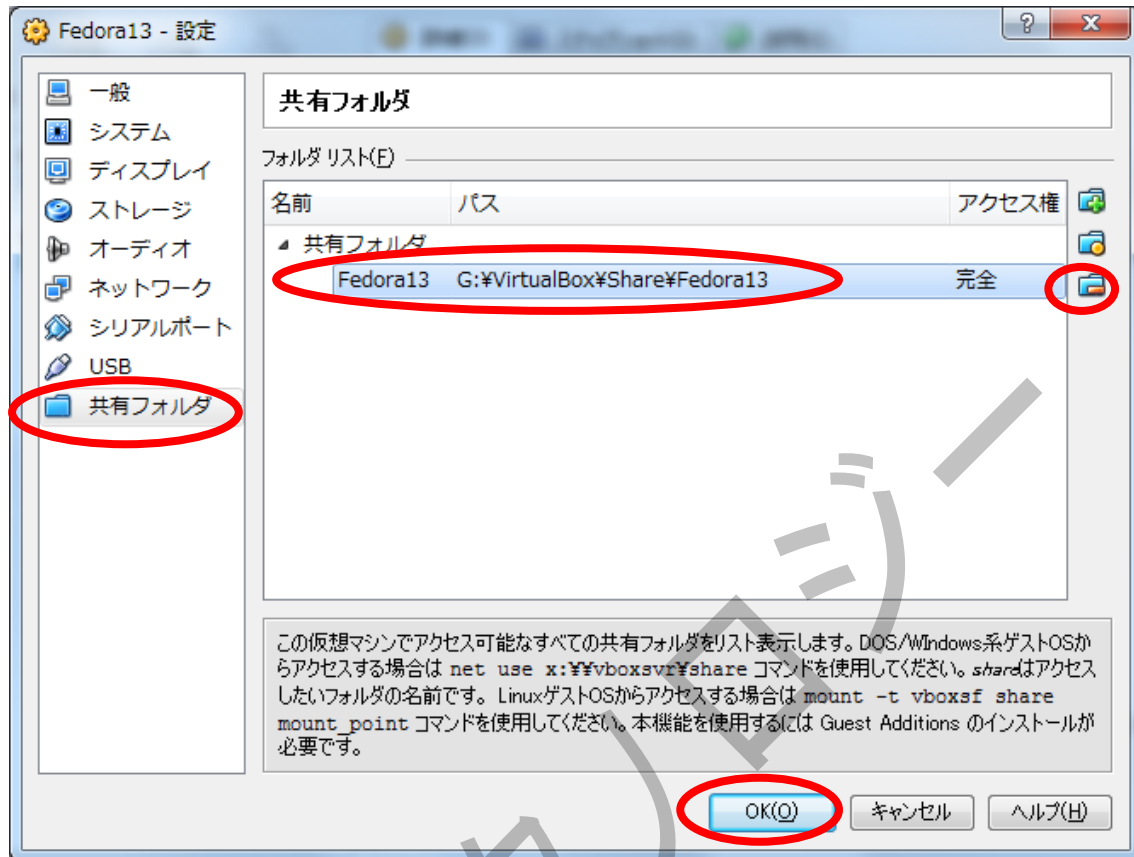 Fedora13 - 設定
一般
システム
ディスプレイ
ストレージ
オーディオ
ネットワーク
シリアルポート
USB
共有フォルダ
共有フォルダ
フォルダ リスト(F)
名前 パス アクセス権
共有フォルダ
Fedora13 G:¥VirtualBox¥Share¥Fedora13 完全
この仮想マシンでアクセス可能なすべての共有フォルダをリスト表示します。DOS/Windows系ゲストOSか
らアクセスする場合は net use x:¥¥vboxsvr¥share コマンドを使用してください。shareはアクセス
したいフォルダの名前です。LinuxゲストOSからアクセスする場合は mount -t vboxsf share
mount_point コマンドを使用してください。本機能を使用するには Guest Additions のインストールが
必要です。
OK(O) キャンセル ヘルプ(H)
ノロジー